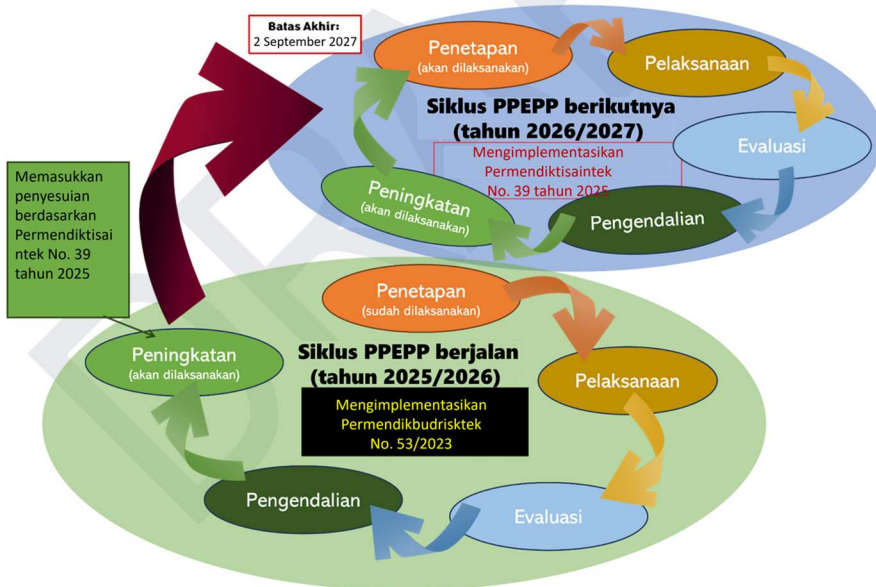 Batas Akhir:
2 September 2027
Penetapan
(akan dilaksanakan)
Pelaksanaan
Siklus PPEPP berikutnya
(tahun 2026/2027)
Evaluasi
Mengimplementasikan
Permendiktisaintek
No. 39 tahun 2025
Peningkatan
(akan dilaksanakan)
Pengendalian
Memasukkan
penyesuian
berdasarkan
Permendiktisai
ntek No. 39
tahun 2025
Penetapan
(sudah dilaksanakan)
Peningkatan
(akan dilaksanakan)
Siklus PPEPP berjalan
(tahun 2025/2026)
Pelaksanaan
Mengimplementasikan
Permendikbudrisktek
No. 53/2023
Pengendalian
Evaluasi